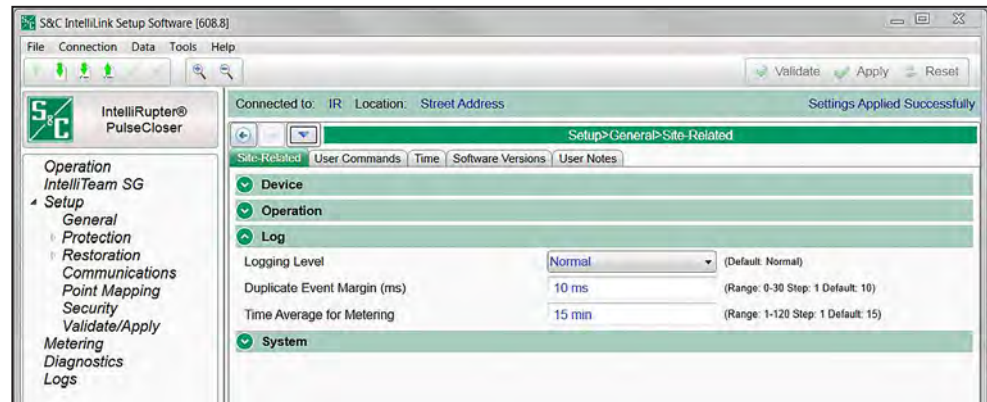 S&C IntelliLink Setup Software [608.8]
File Connection Data Tools Help
Validate Apply Reset
S&C
IntelliRupter®
PulseCloser
Connected to: IR Location: Street Address
Settings Applied Successfully
Setup>General>Site-Related
Site-Related User Commands Time Software Versions User Notes
Operation
IntelliTeam SG
Setup
General
Protection
Restoration
Communications
Point Mapping
Security
Validate/Apply
Metering
Diagnostics
Logs
Device
Operation
Log
Logging Level Normal (Default: Normal)
Duplicate Event Margin (ms) 10 ms (Range: 0-30 Step: 1 Default: 10)
Time Average for Metering 15 min (Range: 1-120 Step: 1 Default: 15)
System